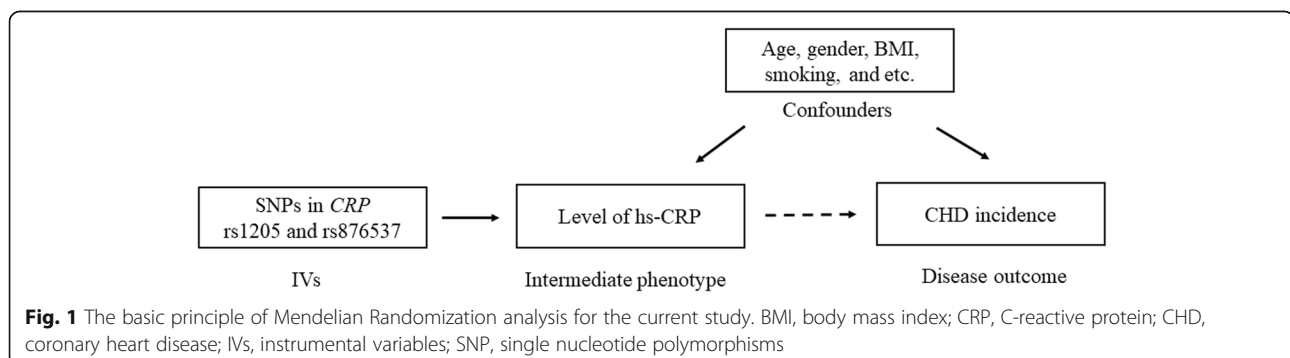 Age, gender, BMI,
smoking, and etc.
Confounders
SNPs in CRP
rs1205 and rs876537
Level of hs-CRP
CHD incidence
IVs
Intermediate phenotype
Disease outcome
Fig. 1 The basic principle of Mendelian Randomization analysis for the current study. BMI, body mass index; CRP, C-reactive protein; CHD,
coronary heart disease; IVs, instrumental variables; SNP, single nucleotide polymorphisms